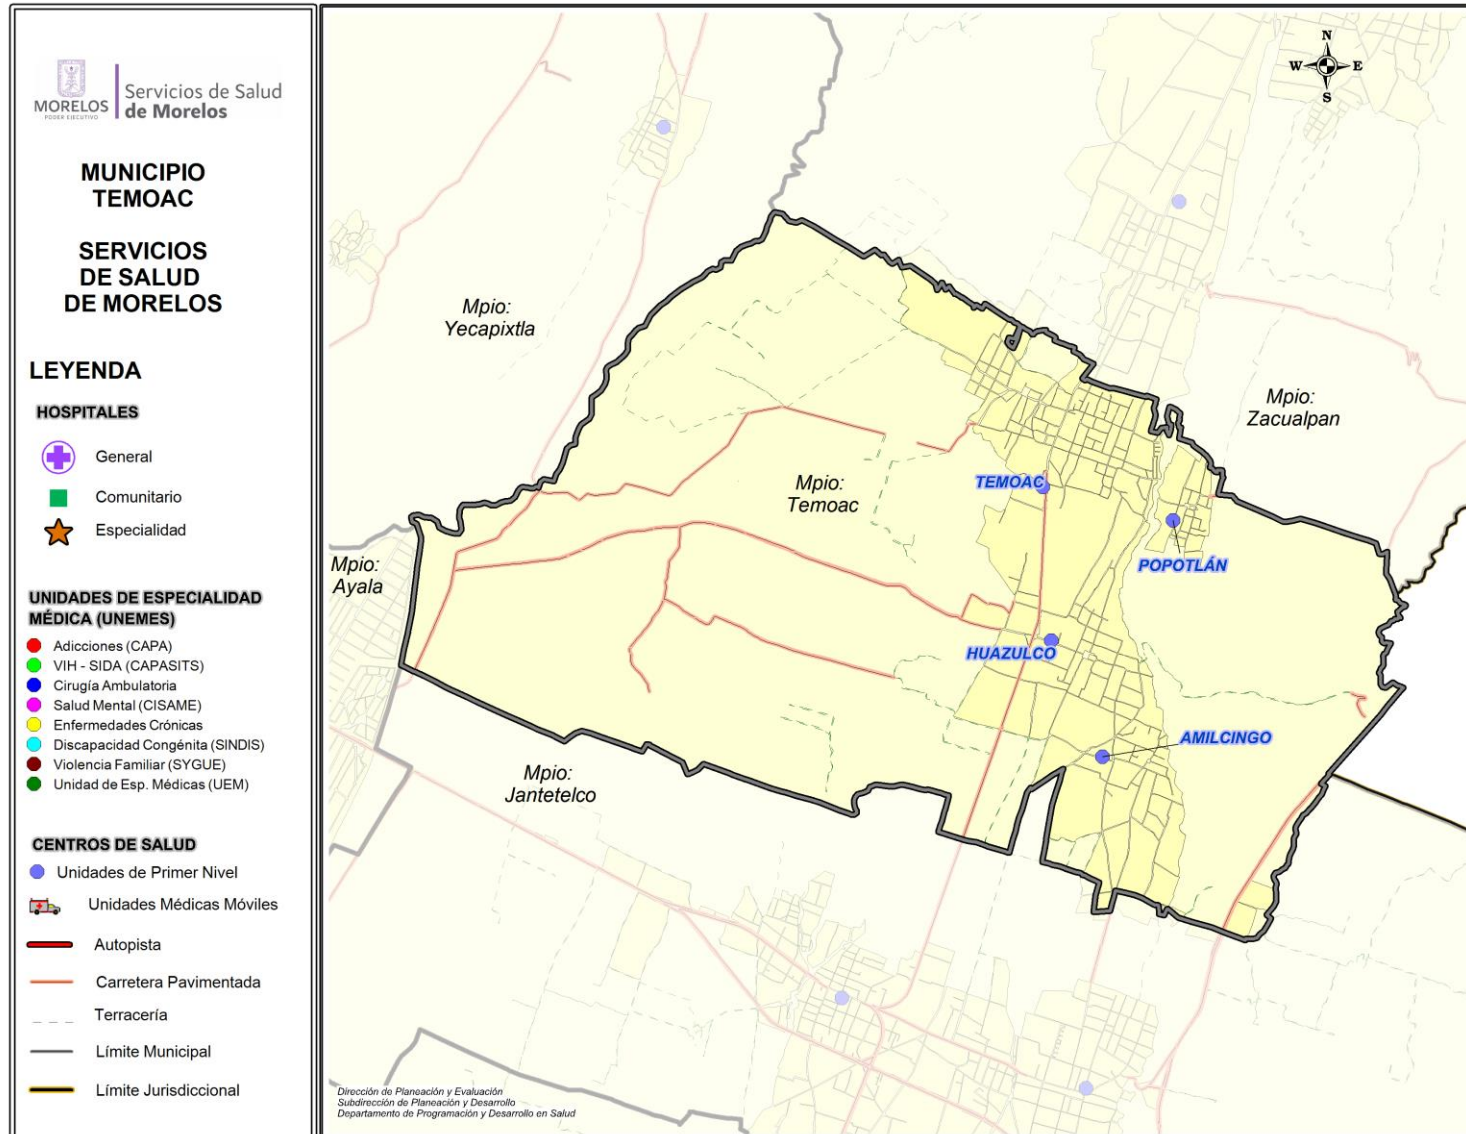 MORELOS
PODER EJECUTIVO
Servicios de Salud
de Morelos
MUNICIPIO
TEMOAC
SERVICIOS
DE SALUD
DE MORELOS
LEYENDA
HOSPITALES
General
Comunitario
Especialidad
UNIDADES DE ESPECIALIDAD
MÉDICA (UNEMES)
Adicciones (CAPA)
VIH - SIDA (CAPASITS)
Cirugía Ambulatoria
Salud Mental (CISAME)
Enfermedades Crónicas
Discapacidad Congénita (SINDIS)
Violencia Familiar (SYGUE)
Unidad de Esp. Médicas (UEM)
CENTROS DE SALUD
Unidades de Primer Nivel
Unidades Médicas Móviles
Autopista
Carretera Pavimentada
Terracería
Límite Municipal
Límite Jurisdiccional
N
W
E
S
Mpio:
Yecapixtla
Mpio:
Zacualpan
Mpio:
Temoac
TEMOAC
POPOTLÁN
Mpio:
Ayala
HUAZULCO
AMILCINGO
Mpio:
Jantetelco
Dirección de Planeación y Evaluación
Subdirección de Planeación y Desarrollo
Departamento de Programación y Desarrollo en Salud